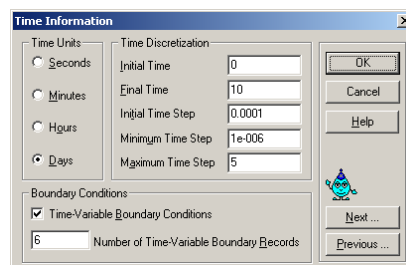 Time Information
Time Units
Seconds
Minutes
Hours
Days
Time Discretization
Initial Time 0
Final Time 10
Initial Time Step 0.0001
Minimum Time Step 1e-006
Maximum Time Step 5
Boundary Conditions
Time-Variable Boundary Conditions
6 Number of Time-Variable Boundary Records
OK
Cancel
Help
Next ...
Previous ...